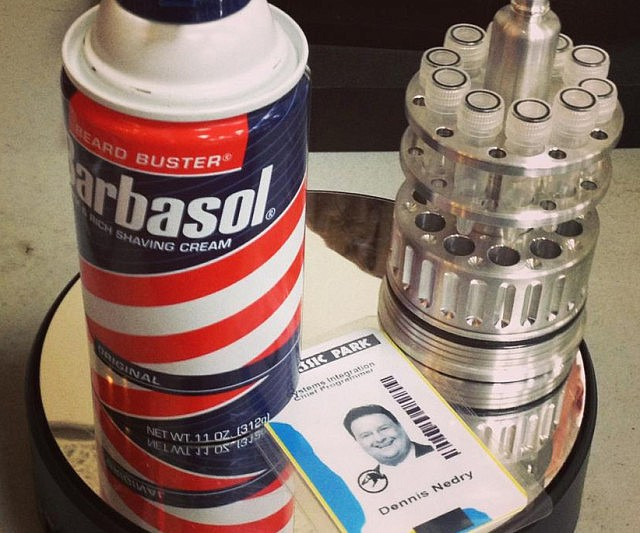 BEARD BUSTER®
Barbasol®
RICH SHAVING CREAM
ORIGINAL
NET WT. 11 OZ. (312g)
SSIC PARK
Systems Integration
Chief Programmer
Dennis Nedry